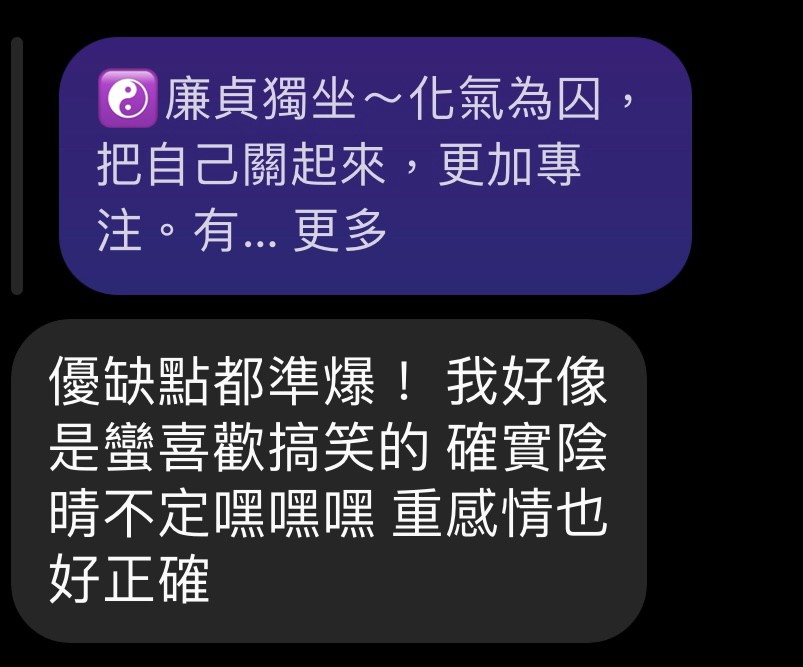 ☯️廉貞獨坐～化氣為囚，
把自己關起來，更加專
注。有... 更多
優缺點都準爆！ 我好像
是蠻喜歡搞笑的 確實陰
晴不定嘿嘿嘿 重感情也
好正確